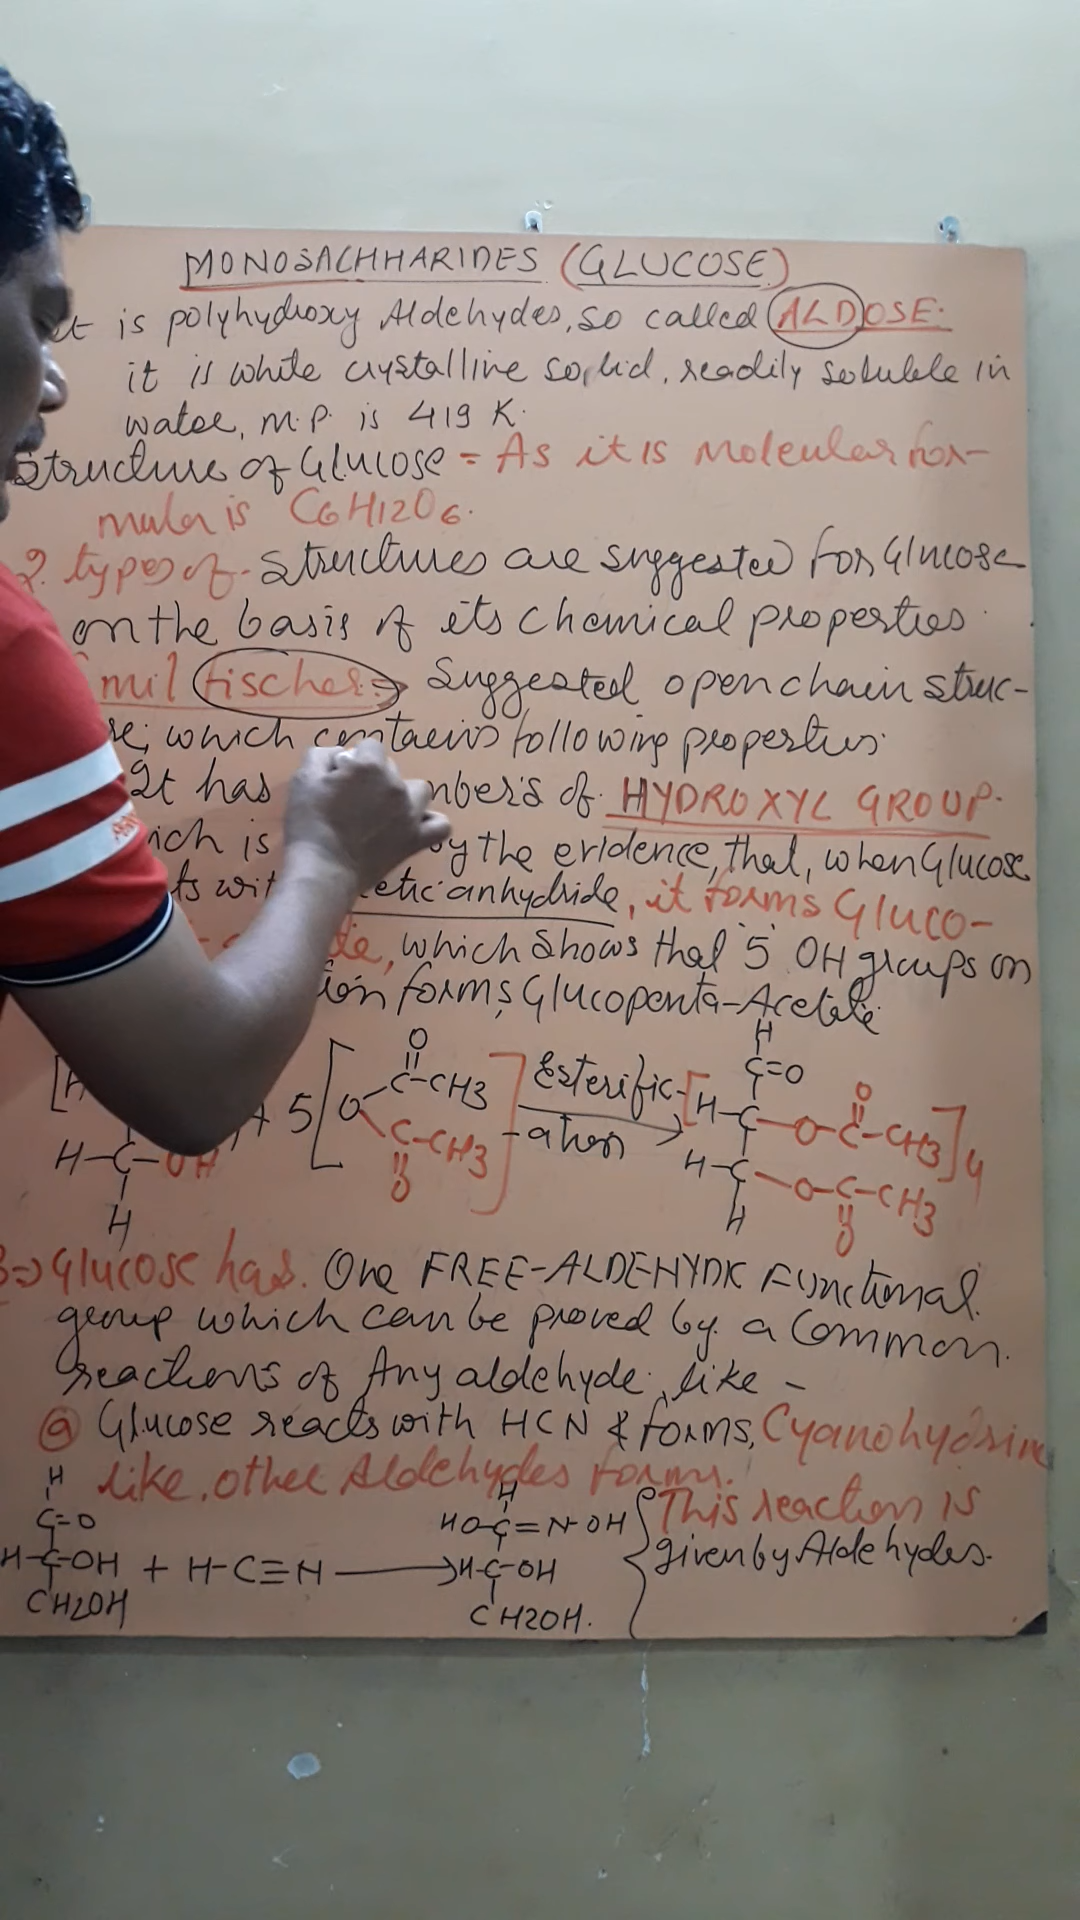 MONOSACHHARIDES (GLUCOSE)
it is polyhydroxy Aldehydes, so called ALDOSE.
it is white crystalline solid, readily soluble in
water, m.p. is 419 K.
Structure of Glucose = As it is Molecular for-
mula is C6H12O6.
2. types of structures are suggested for Glucose
on the basis of its chemical properties.
mil fischer => Suggested open chain struc-
re; which contains following properties.
It has nbers of HYDROXYL GROUP.
ich is by the evidence, that, when Glucose
ts wit etic anhydride, it forms Gluco-
te, which shows that 5 OH groups on
ion forms, Glucopenta-Acetate
H
O C=O
[H C-CH3 Esterific- [H-C-O-C-CH3]4
+ 5 [O ] O
H-C-OH C-CH3 -ation H-C-O-C-CH3
H O H O
3=> Glucose has One FREE-ALDEHYDE Functional
group which can be proved by a Common
reactions of Any aldehyde, like -
a Glucose reacts with HCN & forms, Cyanohydrin
like, other Aldehydes forms.
H H This reaction is
C=O HO-C=N-OH given by Aldehydes.
H-C-OH + H-C≡N → H-C-OH
CH2OH CH2OH.